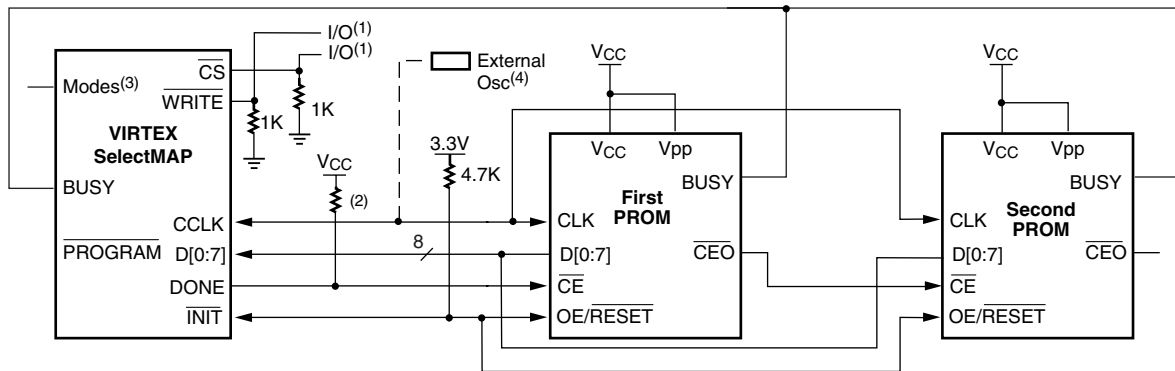 I/O(1)
I/O(1)
Modes(3)
CS
WRITE
1K
1K
VIRTEX
SelectMAP
BUSY
CCLK
PROGRAM
D[0:7]
DONE
INIT
External
Osc(4)
VCC
(2)
3.3V
4.7K
8
VCC
VCC
Vpp
BUSY
First
PROM
CLK
D[0:7]
CEO
CE
OE/RESET
VCC
VCC
Vpp
BUSY
Second
PROM
CLK
D[0:7]
CEO
CE
OE/RESET